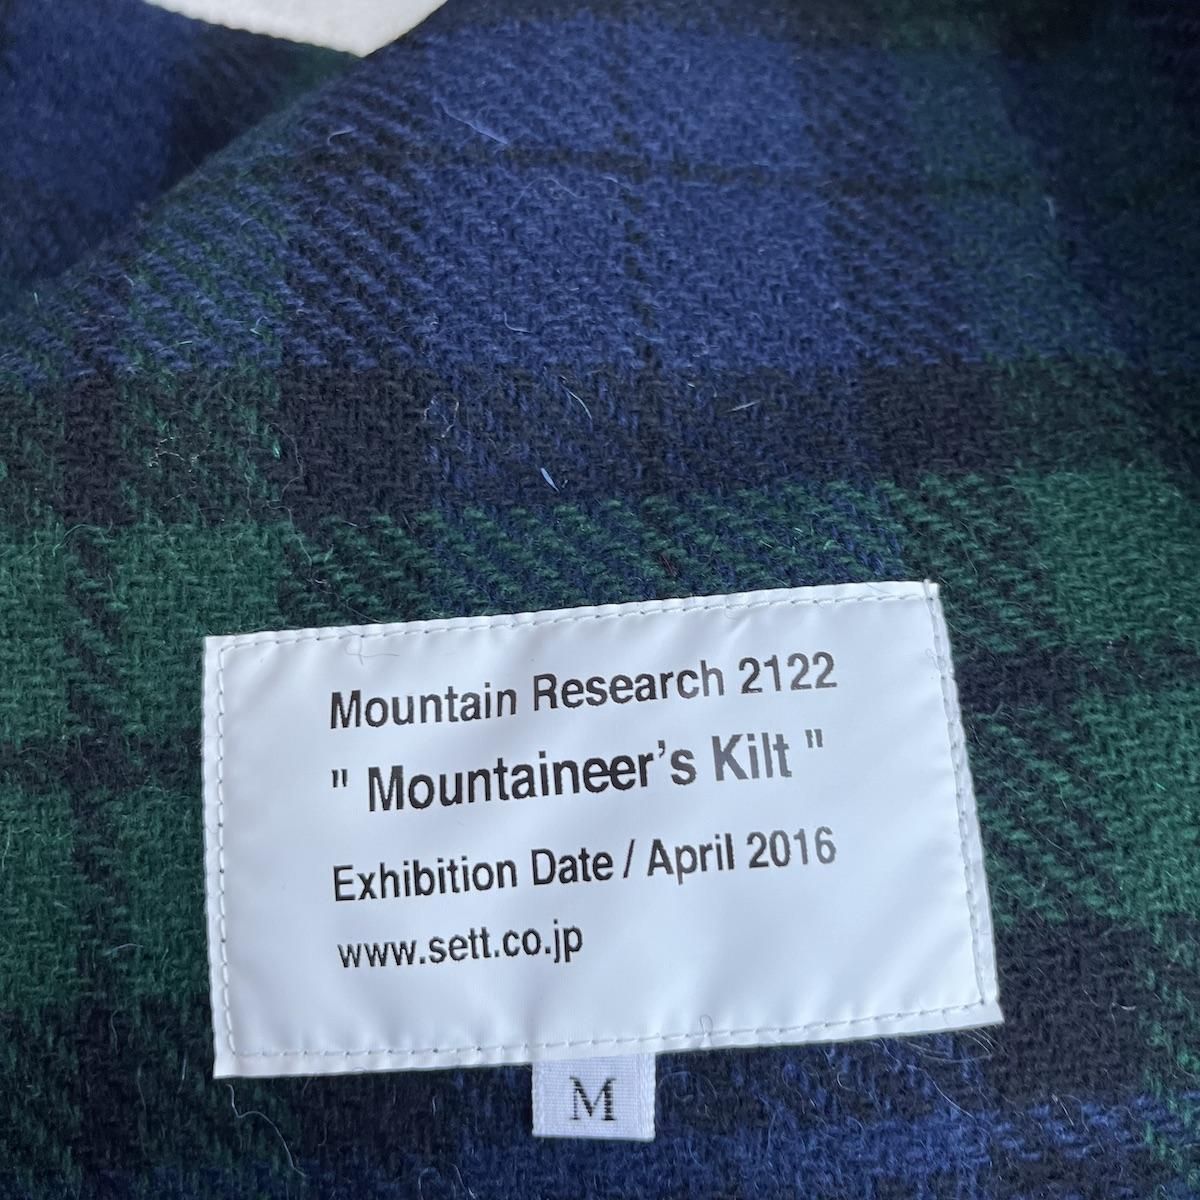 Mountain Research 2122
" Mountaineer's Kilt "
Exhibition Date / April 2016
www.sett.co.jp
M